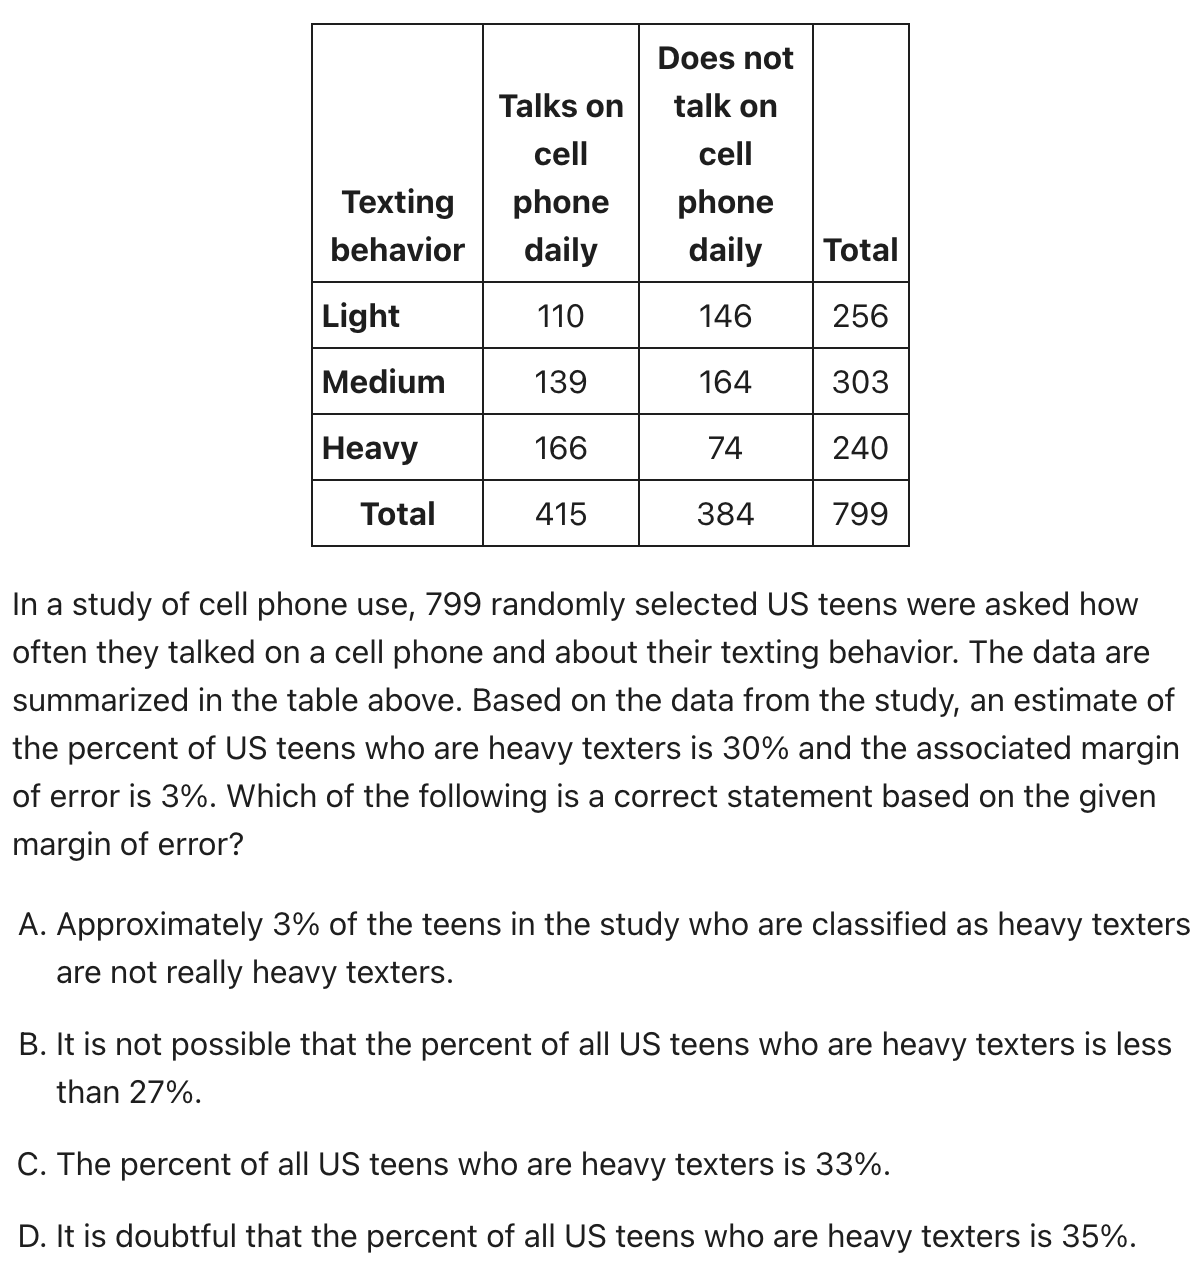 Texting behavior | Talks on cell phone daily | Does not talk on cell phone daily | Total
Light | 110 | 146 | 256
Medium | 139 | 164 | 303
Heavy | 166 | 74 | 240
Total | 415 | 384 | 799
In a study of cell phone use, 799 randomly selected US teens were asked how
often they talked on a cell phone and about their texting behavior. The data are
summarized in the table above. Based on the data from the study, an estimate of
the percent of US teens who are heavy texters is 30% and the associated margin
of error is 3%. Which of the following is a correct statement based on the given
margin of error?
A. Approximately 3% of the teens in the study who are classified as heavy texters
are not really heavy texters.
B. It is not possible that the percent of all US teens who are heavy texters is less
than 27%.
C. The percent of all US teens who are heavy texters is 33%.
D. It is doubtful that the percent of all US teens who are heavy texters is 35%.